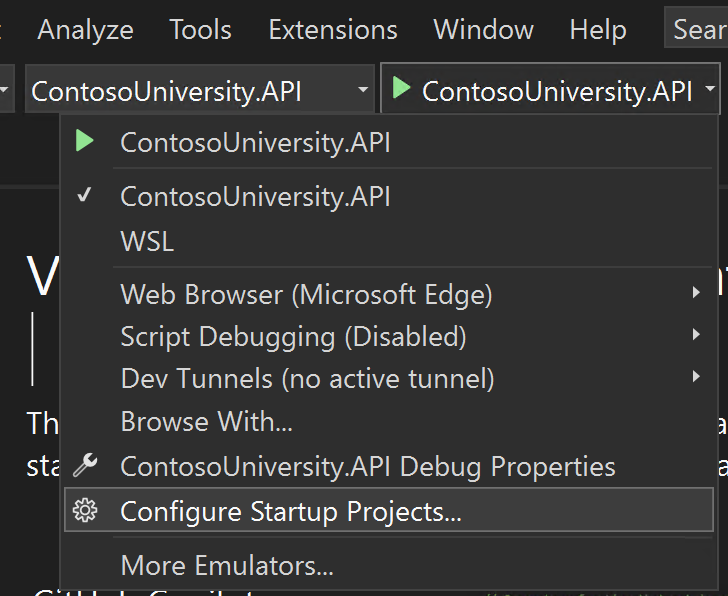 Analyze Tools Extensions Window Help Sear
ContosoUniversity.API ContosoUniversity.API
ContosoUniversity.API
ContosoUniversity.API
WSL
V
Web Browser (Microsoft Edge)
Script Debugging (Disabled)
Dev Tunnels (no active tunnel)
Th Browse With...
sta ContosoUniversity.API Debug Properties
Configure Startup Projects...
More Emulators...